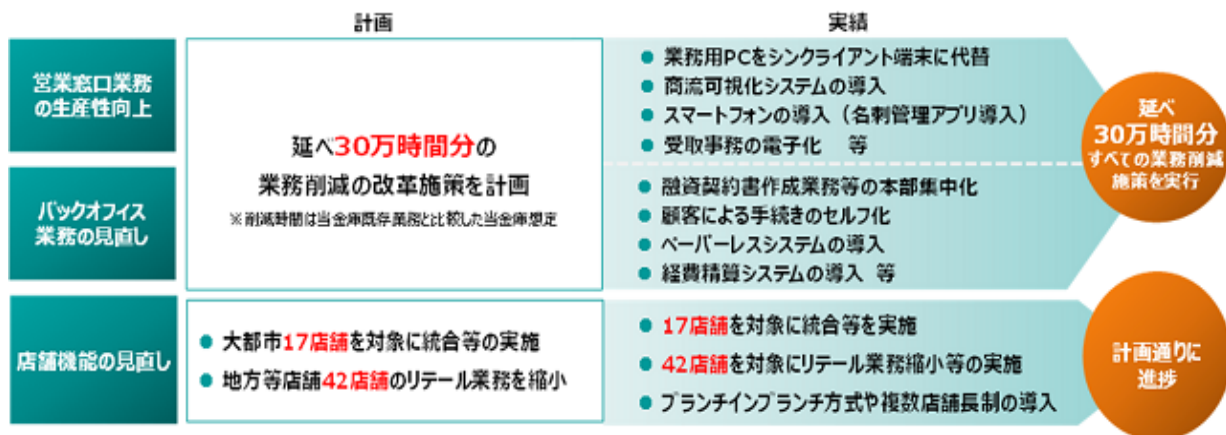 計画
実績
営業窓口業務
の生産性向上
延べ30万時間分の
業務削減の改革施策を計画
※削減時間は当金庫既存業務と比較した当金庫想定
● 業務用PCをシンクライアント端末に代替
● 商流可視化システムの導入
● スマートフォンの導入（名刺管理アプリ導入）
● 受取事務の電子化 等
延べ
30万時間分
すべての業務削減
施策を実行
バックオフィス
業務の見直し
● 融資契約書作成業務等の本部集中化
● 顧客による手続きのセルフ化
● ペーパーレスシステムの導入
● 経費精算システムの導入 等
店舗機能の見直し
● 大都市17店舗を対象に統合等の実施
● 地方等店舗42店舗のリテール業務を縮小
● 17店舗を対象に統合等を実施
● 42店舗を対象にリテール業務縮小等の実施
● ブランチインブランチ方式や複数店舗長制の導入
計画通りに
進捗